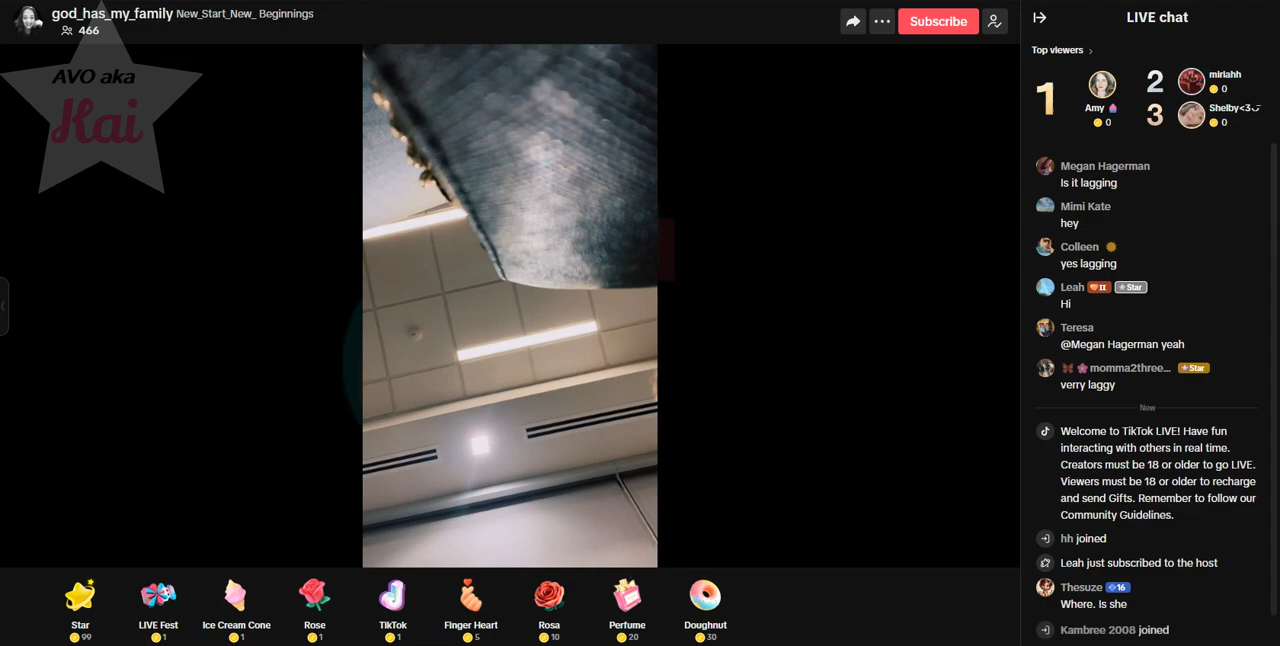 god_has_my_family New_Start_New_ Beginnings
466
Subscribe
LIVE chat
AVO aka
Kai
Top viewers
1
Amy
0
2
miriahh
0
3
Shelby<3
0
Megan Hagerman
Is it lagging
Mimi Kate
hey
Colleen
yes lagging
Leah II Star
Hi
Teresa
@Megan Hagerman yeah
momma2three... Star
verry laggy
New
Welcome to TikTok LIVE! Have fun
interacting with others in real time.
Creators must be 18 or older to go LIVE.
Viewers must be 18 or older to recharge
and send Gifts. Remember to follow our
Community Guidelines.
hh joined
Leah just subscribed to the host
Thesuze 16
Where. Is she
Kambree 2008 joined
Star
99
LIVE Fest
1
Ice Cream Cone
1
Rose
1
TikTok
1
Finger Heart
5
Rosa
10
Perfume
20
Doughnut
30